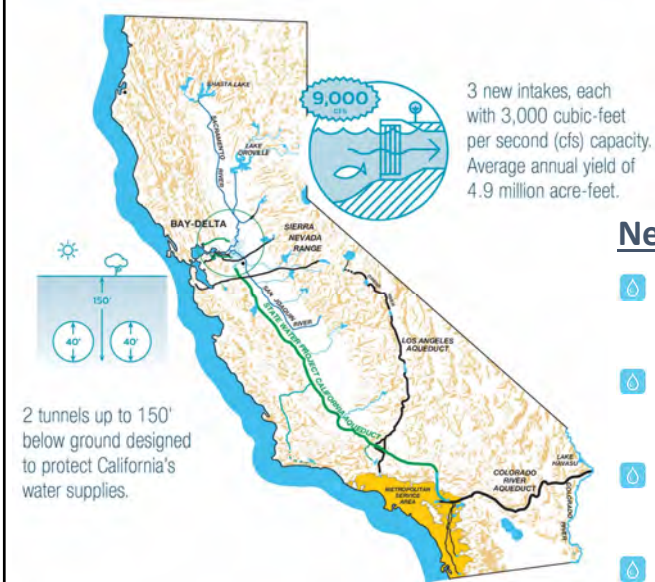 SHASTA LAKE
SACRAMENTO
RIVER
LAKE
OROVILLE
9,000
CFS
3 new intakes, each
with 3,000 cubic-feet
per second (cfs) capacity.
Average annual yield of
4.9 million acre-feet.
Ne
BAY-DELTA
SIERRA
NEVADA
RANGE
150'
40'
40'
SAN
JOAQUIN
RIVER
STATE WATER PROJECT CALIFORNIA AQUEDUCT
LOS ANGELES
AQUEDUCT
2 tunnels up to 150'
below ground designed
to protect California's
water supplies.
METROPOLITAN
SERVICE
AREA
COLORADO
RIVER
AQUEDUCT
LAKE
HAVASU
COLORADO
RIVER